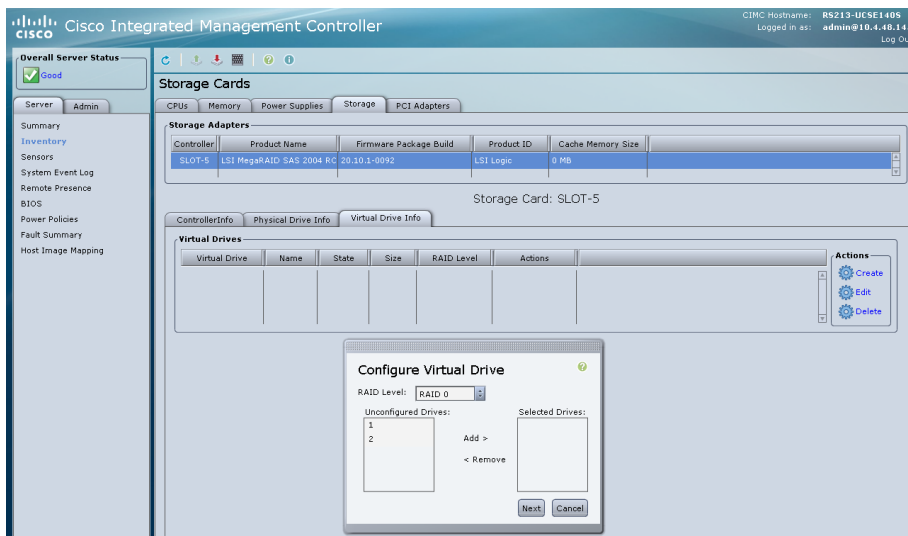 CISCO
Cisco Integrated Management Controller
CIMC Hostname: RS213-UCSE140S
Logged in as: admin@10.4.48.14
Log Ou
Overall Server Status
Good
Server Admin
Summary
Inventory
Sensors
System Event Log
Remote Presence
BIOS
Power Policies
Fault Summary
Host Image Mapping
Storage Cards
CPUs Memory Power Supplies Storage PCI Adapters
Storage Adapters
Controller Product Name Firmware Package Build Product ID Cache Memory Size
SLOT-5 LSI MegaRAID SAS 2004 RC 20.10.1-0092 LSI Logic 0 MB
Storage Card: SLOT-5
ControllerInfo Physical Drive Info Virtual Drive Info
Virtual Drives
Virtual Drive Name State Size RAID Level Actions
Actions
Create
Edit
Delete
Configure Virtual Drive
RAID Level: RAID 0
Unconfigured Drives: Selected Drives:
1
2
Add >
< Remove
Next Cancel